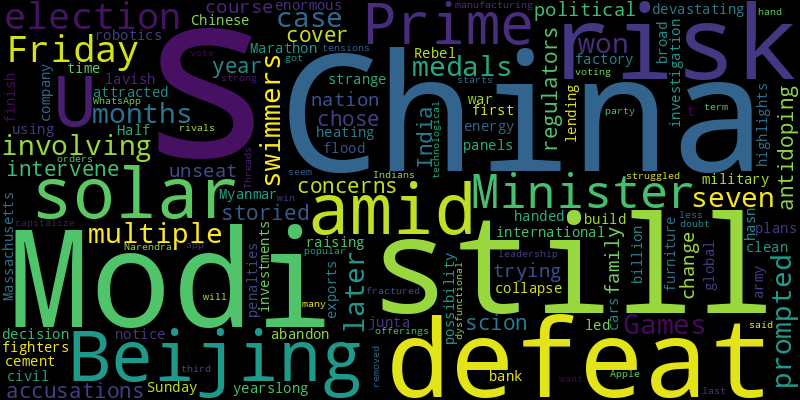 election
course
enormous
Chinese
case
Prime
manufacturing
political
devastating
hand
robotics
Friday
cover
Marathon
tensions
got
Rebel
medals
won
factory
broad
risk
vote
strong
year
strange
starts
voting
time
lavish
attracted
U
S
China
WhatsApp
months
nation
chose
war
first
energy
panels
party
term
t
finish
company
using
Half
rivals
heating
flood
swimmers
India
technological
regulators
lending
investigation
highlights
antidoping
involving
orders
intervene
unseat
Threads
seem
Indians
concerns
struggled
military
solar
Myanmar
win
storied
amid
Minister
seven
Massachusetts
capitalize
multiple
handed
build
international
less
doubt
hasn
plans
Modi
Narendra
app
penalties
investments
raising
popular
exports
later
still
leadership
trying
collapse
possibility
dysfunctional
family
billion
furniture
change
global
clean
army
prompted
will
many
fractured
junta
offerings
scion
led
cars
Games
said
decision
notice
abandon
fighters
cement
civil
Beijing
third
accusations
Sunday
yearslong
removed
defeat
bank
want
Apple
last